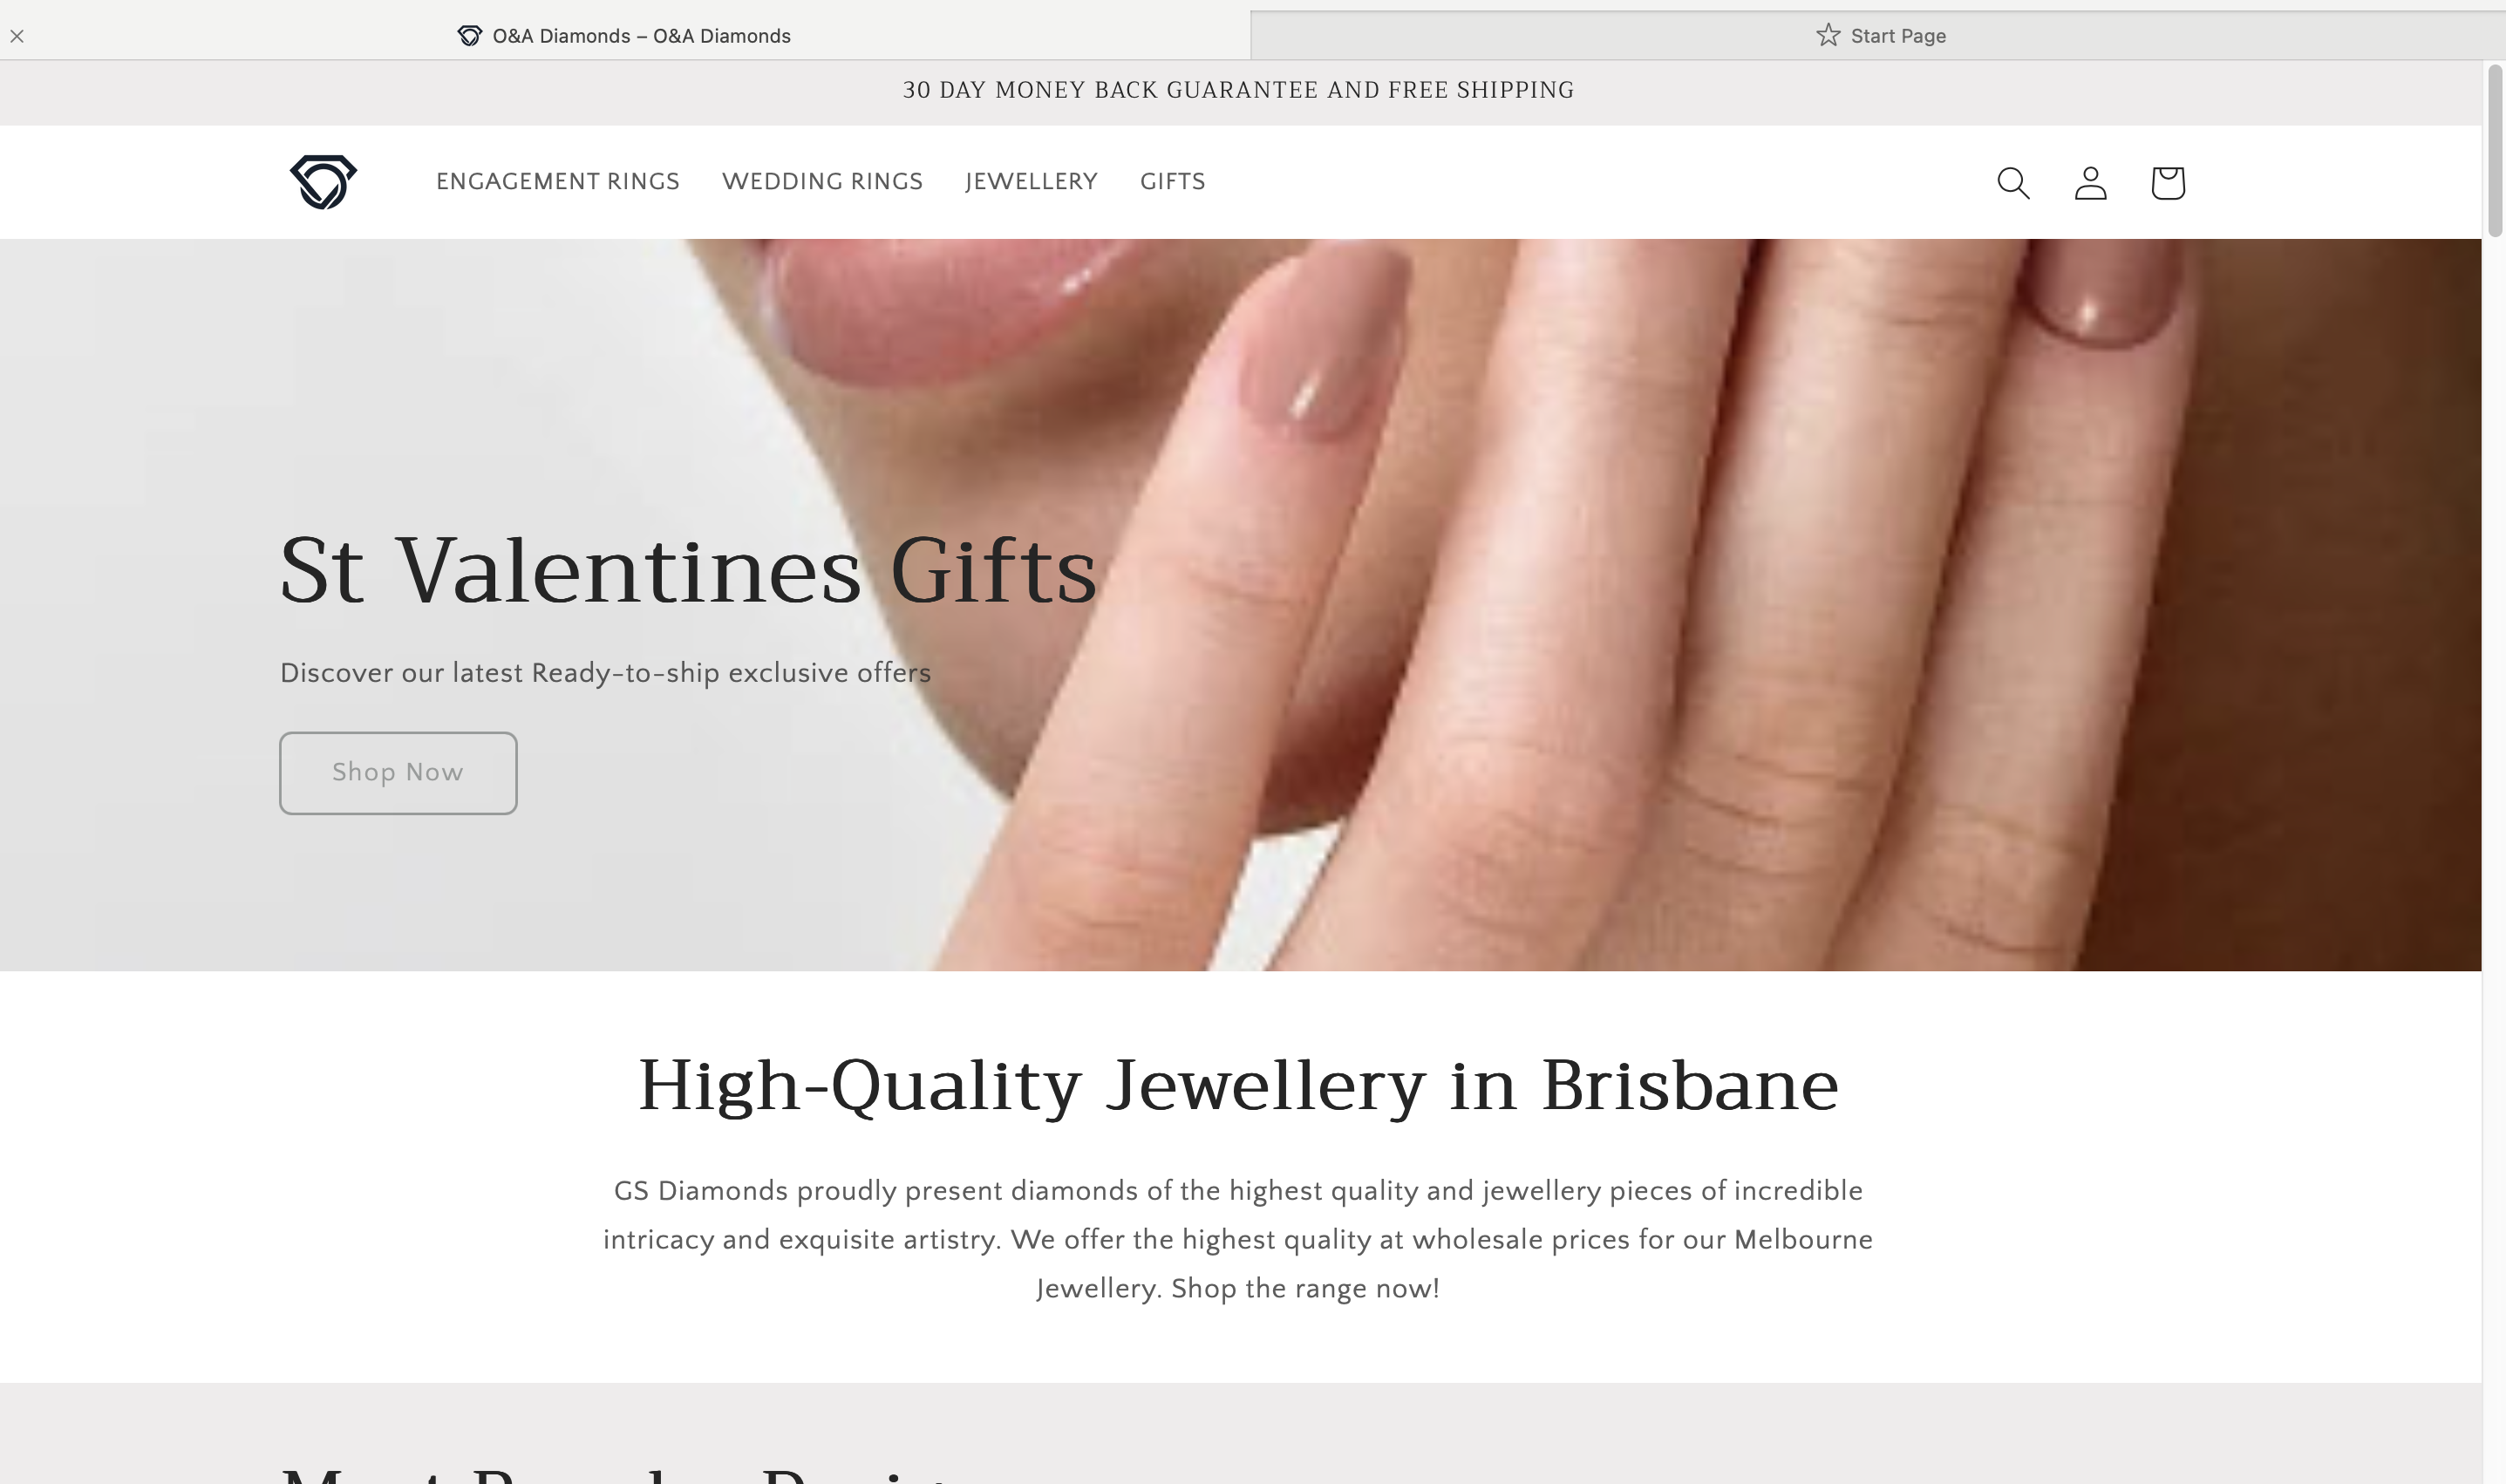 O&A Diamonds – O&A Diamonds
Start Page
30 DAY MONEY BACK GUARANTEE AND FREE SHIPPING
ENGAGEMENT RINGS WEDDING RINGS JEWELLERY GIFTS
St Valentines Gifts
Discover our latest Ready-to-ship exclusive offers
Shop Now
High-Quality Jewellery in Brisbane
GS Diamonds proudly present diamonds of the highest quality and jewellery pieces of incredible
intricacy and exquisite artistry. We offer the highest quality at wholesale prices for our Melbourne
Jewellery. Shop the range now!